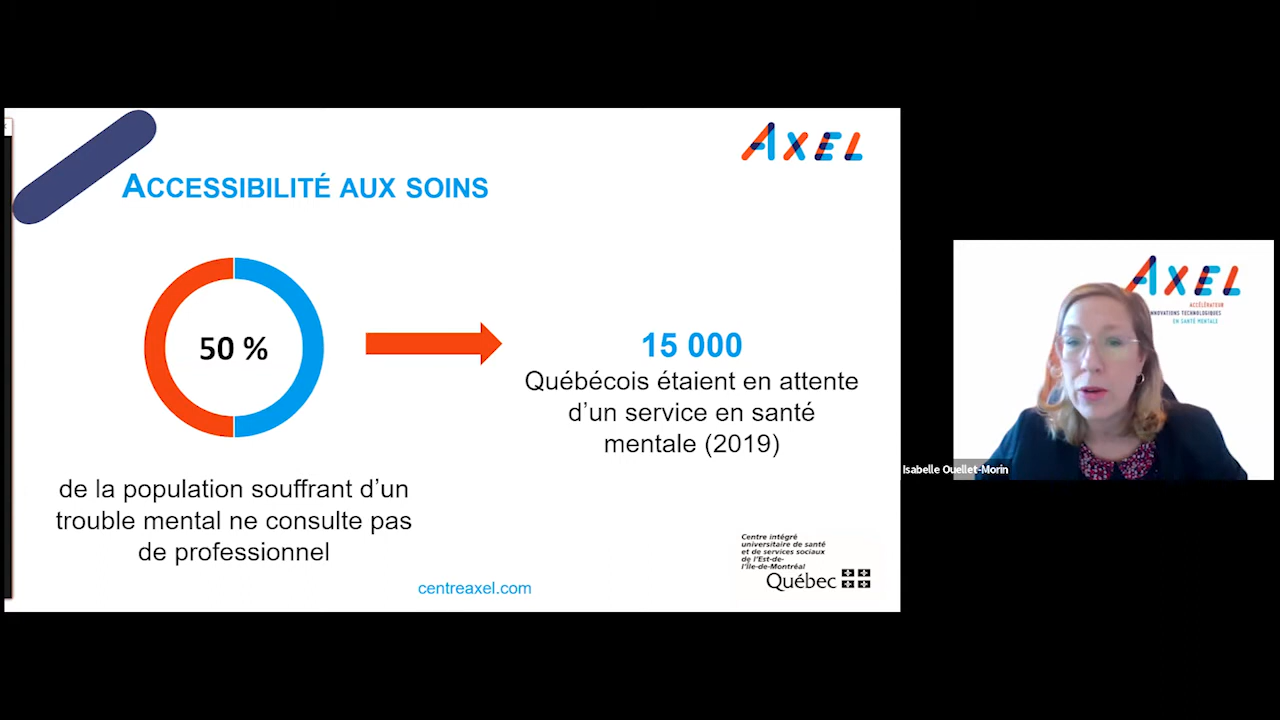 AXEL
ACCESSIBILITÉ AUX SOINS
50 %
de la population souffrant d'un
trouble mental ne consulte pas
de professionnel
15 000
Québécois étaient en attente
d'un service en santé
mentale (2019)
centreaxel.com
Centre intégré
universitaire de santé
et de services sociaux
de l'Est-de-
l'Île-de-Montréal
Québec
AXEL
ACCÉLÉRATEUR
INNOVATIONS TECHNOLOGIQUES
EN SANTÉ MENTALE
Isabelle Ouellet-Morin